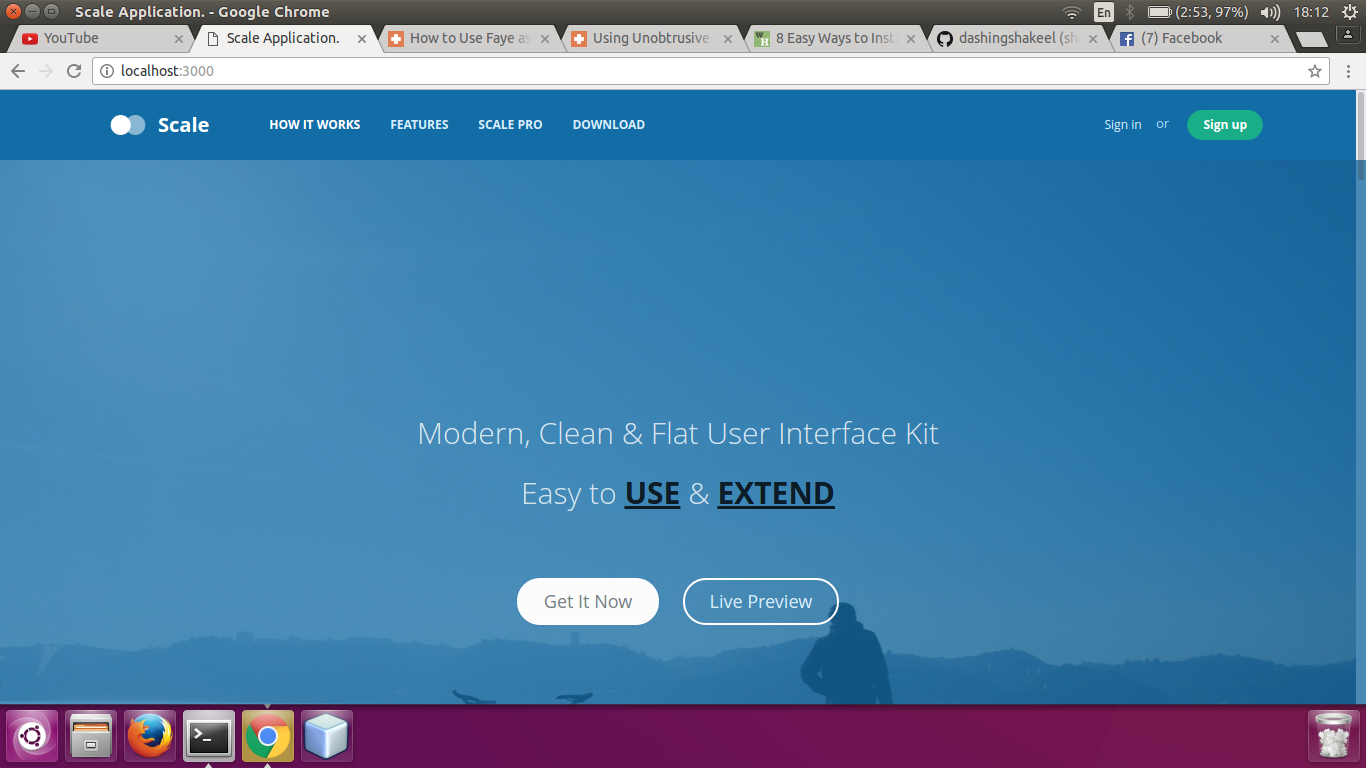 Scale Application. - Google Chrome
En
(2:53, 97%)
18:12
YouTube
Scale Application.
How to Use Faye as
Using Unobtrusive
8 Easy Ways to Inst
dashingshakeel (sh
(7) Facebook
localhost:3000
Scale
HOW IT WORKS
FEATURES
SCALE PRO
DOWNLOAD
Sign in
or
Sign up
Modern, Clean & Flat User Interface Kit
Easy to USE & EXTEND
Get It Now
Live Preview